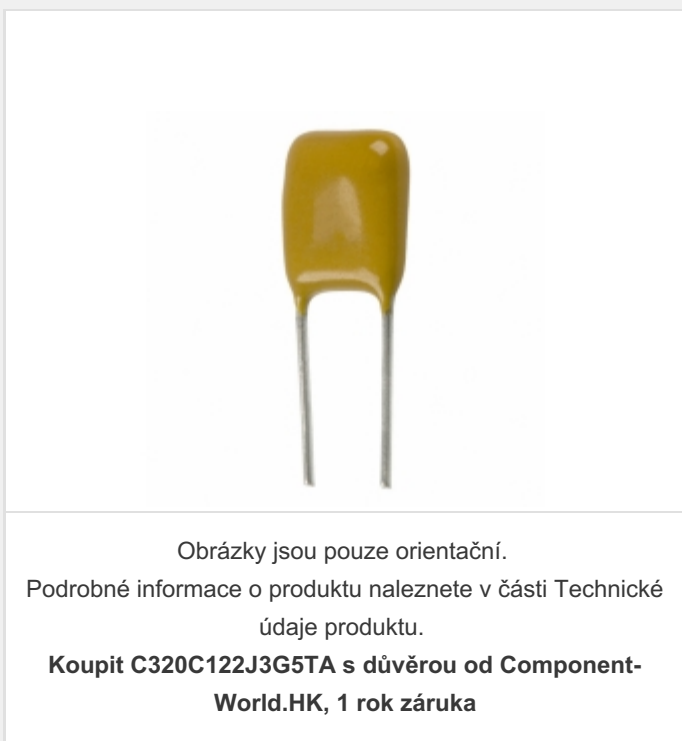 Obrázky jsou pouze orientační.
Podrobné informace o produktu naleznete v části Technické
údaje produktu.
Koupit C320C122J3G5TA s důvěrou od Component-
World.HK, 1 rok záruka